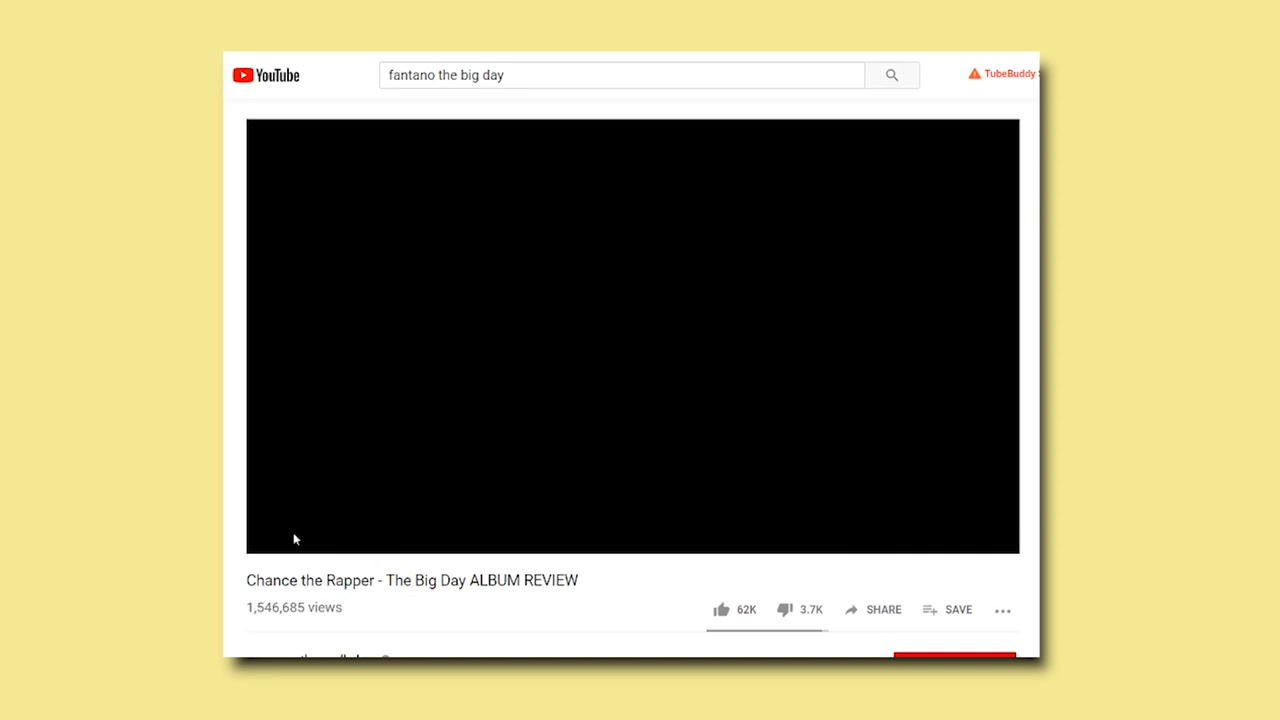 YouTube
fantano the big day
TubeBuddy
Chance the Rapper - The Big Day ALBUM REVIEW
1,546,685 views
62K
3.7K
SHARE
SAVE